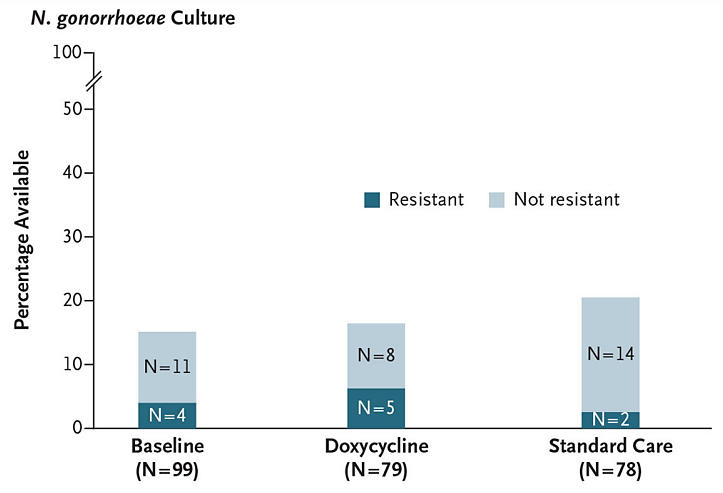 N. gonorrhoeae Culture
100
50
40
30
20
10
0
Percentage Available
Resistant
Not resistant
N=11
N=4
N=8
N=5
N=14
N=2
Baseline
(N=99)
Doxycycline
(N=79)
Standard Care
(N=78)